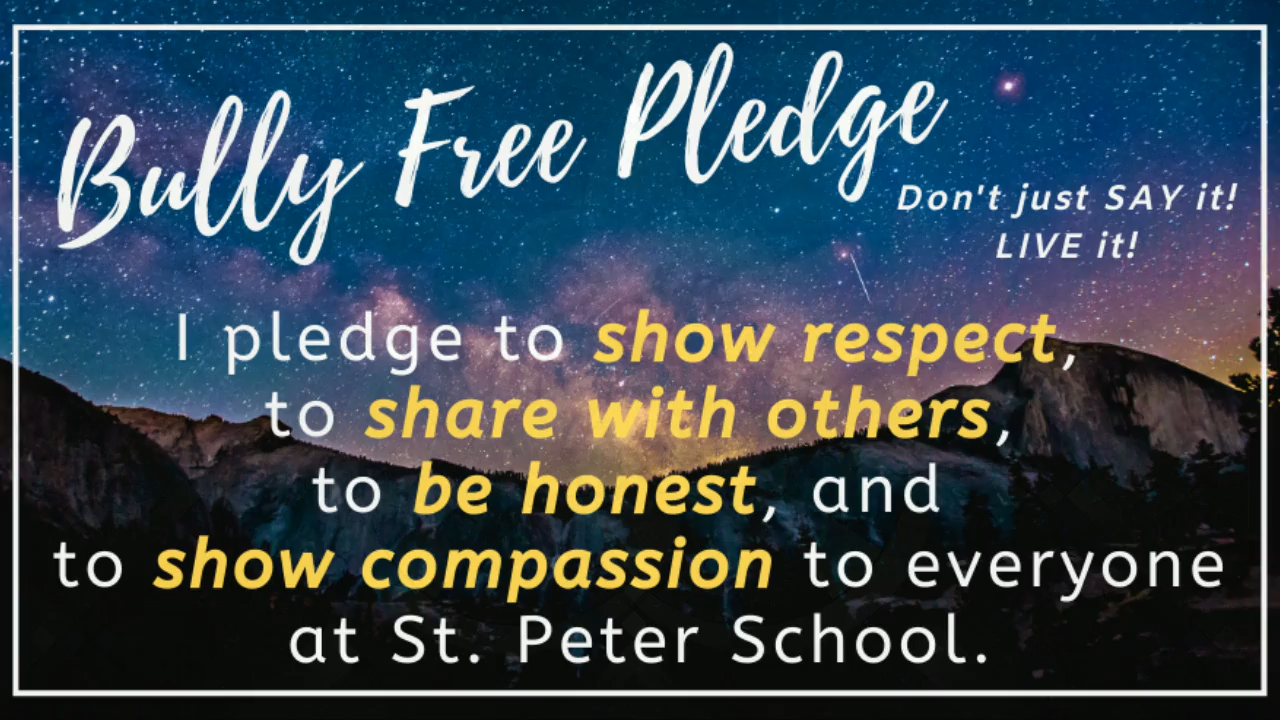 Bully Free Pledge
Don't just SAY it!
LIVE it!
I pledge to show respect,
to share with others,
to be honest, and
to show compassion to everyone
at St. Peter School.